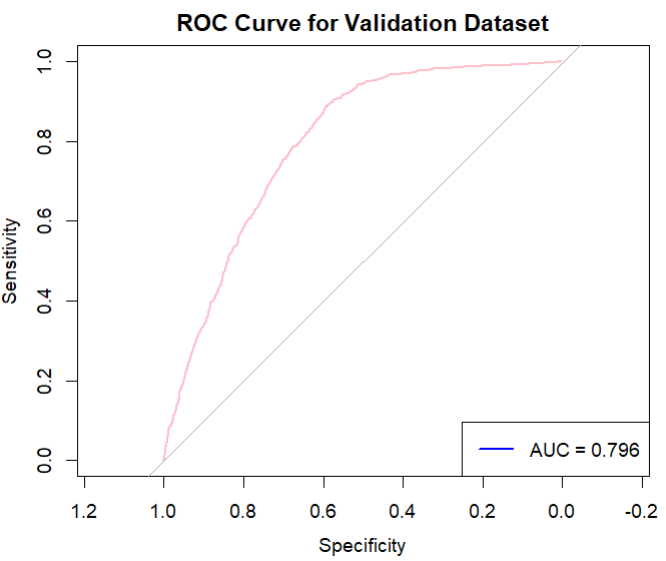 ROC Curve for Validation Dataset
Sensitivity
1.0
0.8
0.6
0.4
0.2
0.0
AUC = 0.796
1.2 1.0 0.8 0.6 0.4 0.2 0.0 -0.2
Specificity